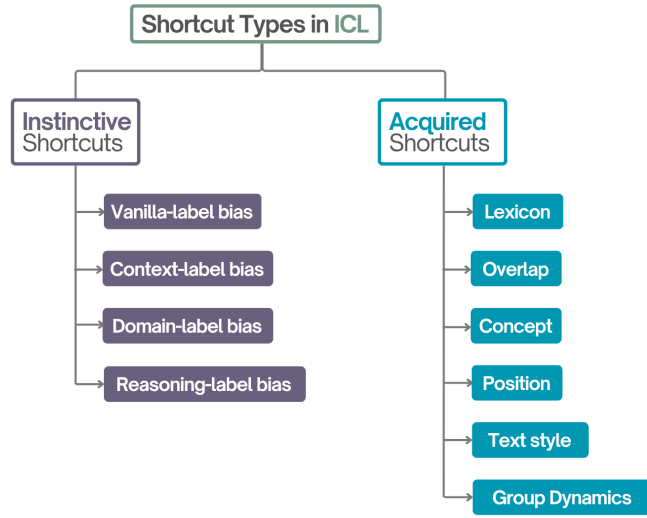 Shortcut Types in ICL
Instinctive
Shortcuts
Vanilla-label bias
Context-label bias
Domain-label bias
Reasoning-label bias
Acquired
Shortcuts
Lexicon
Overlap
Concept
Position
Text style
Group Dynamics